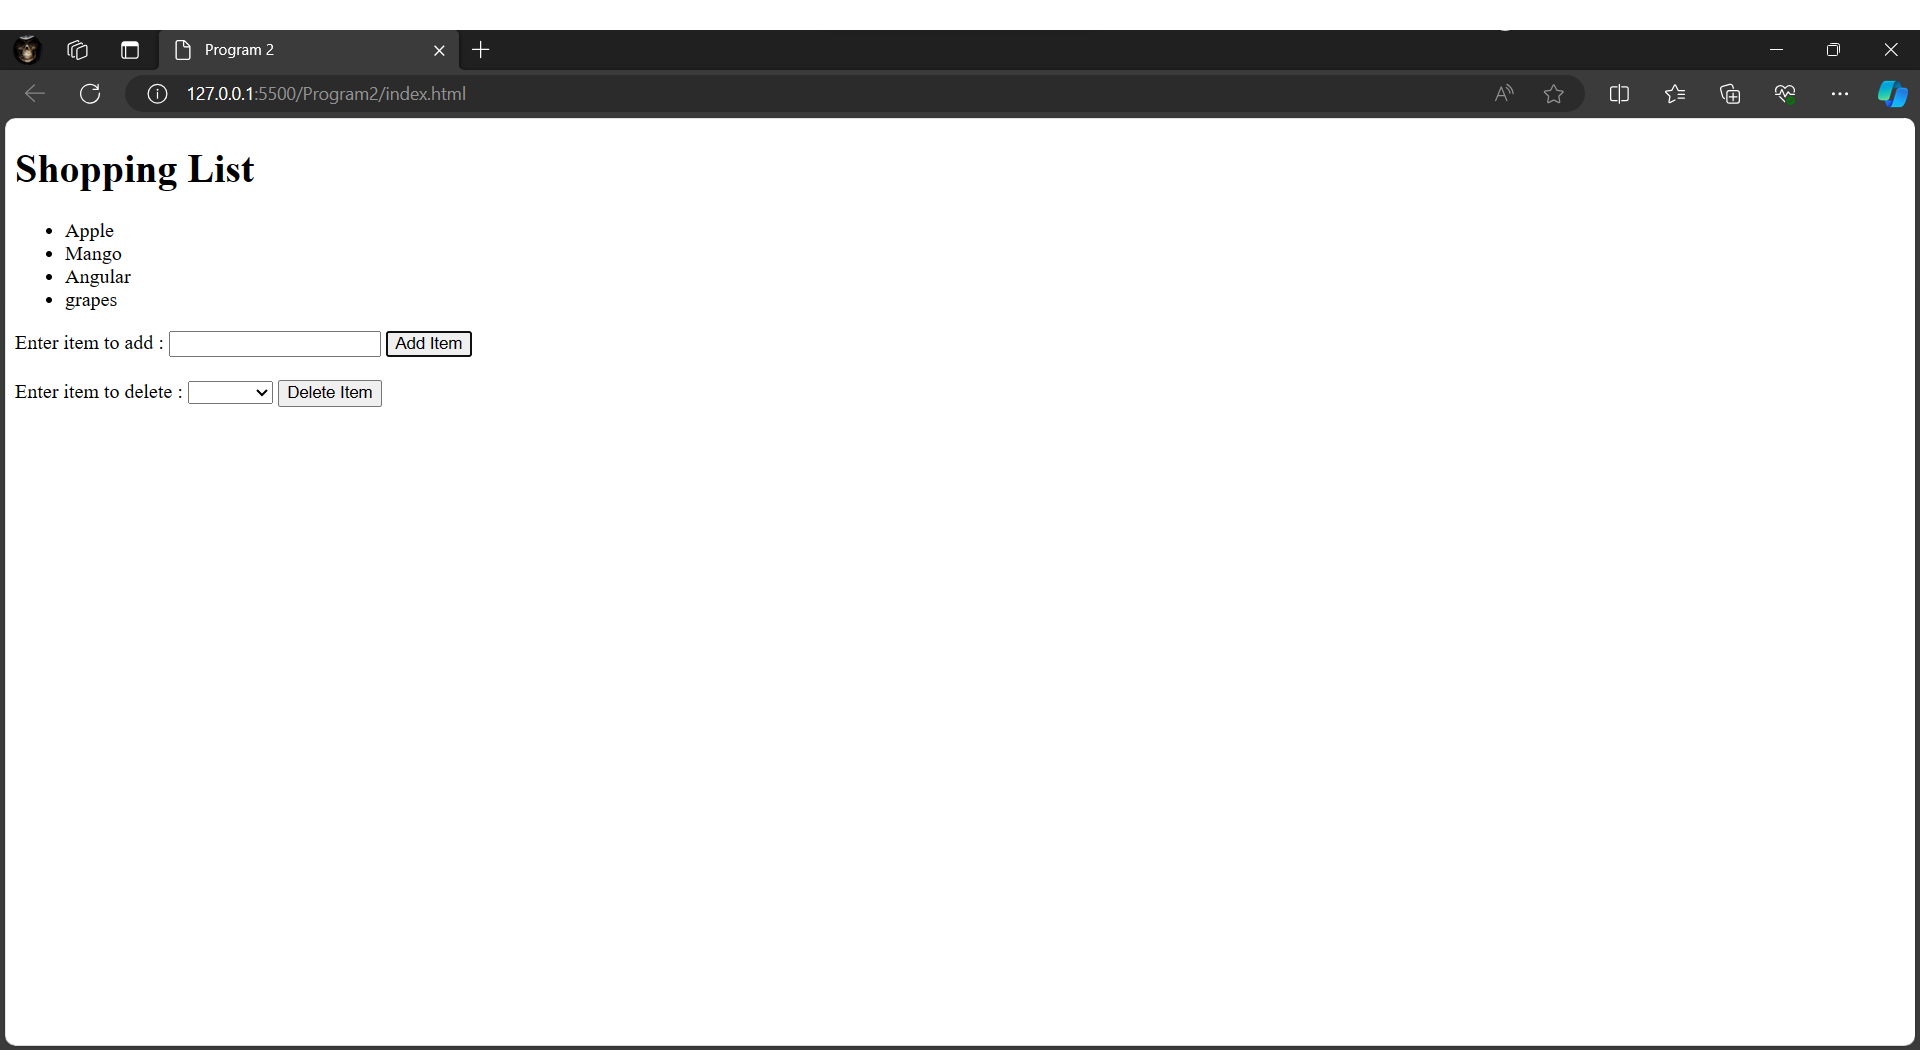 Program 2
127.0.0.1:5500/Program2/index.html
Shopping List
Apple
Mango
Angular
grapes
Enter item to add : Add Item
Enter item to delete : Delete Item